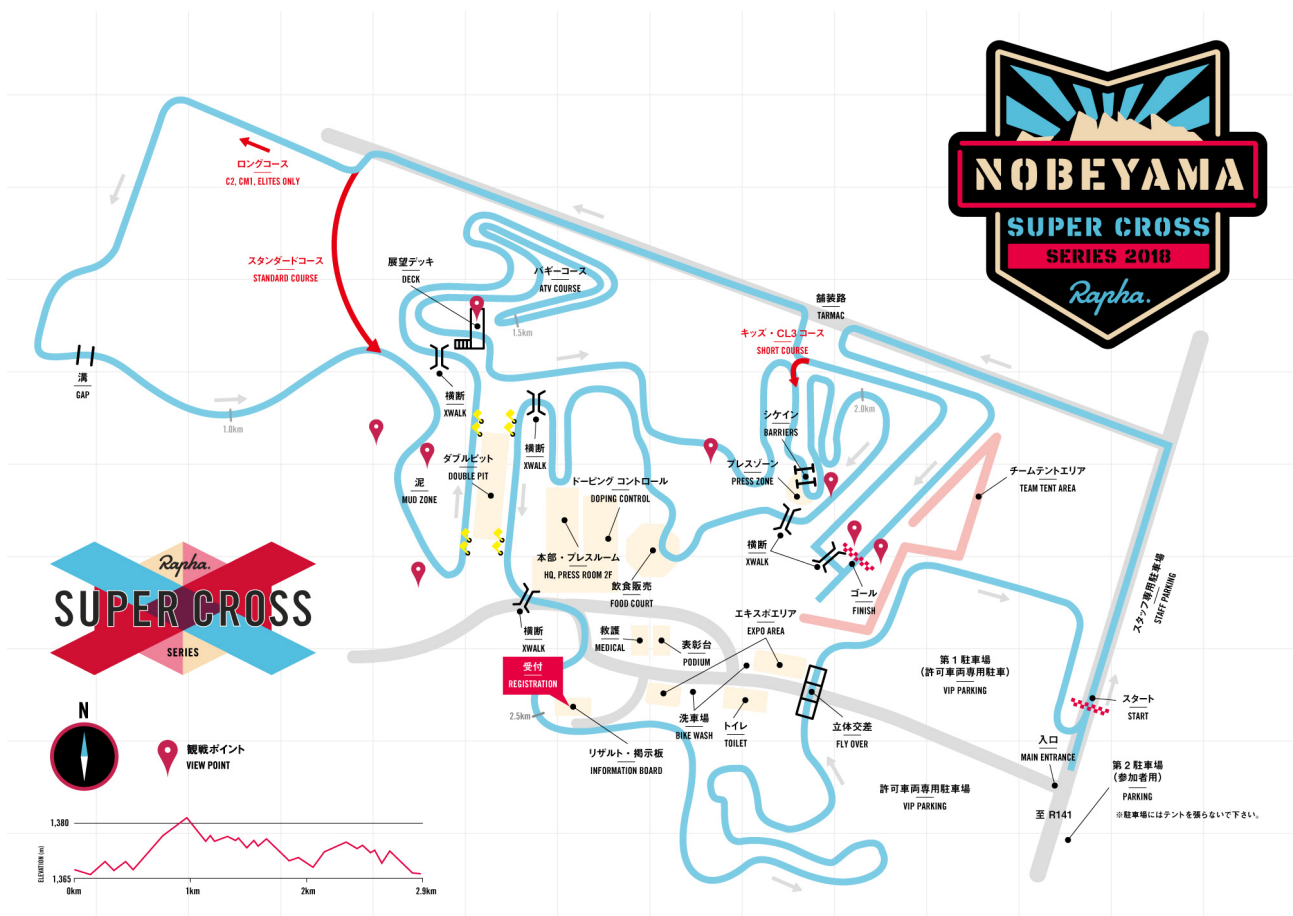 NOBEYAMA
SUPER CROSS
SERIES 2018
Rapha.
ロングコース
C2, CM1, ELITES ONLY
スタンダードコース
STANDARD COURSE
展望デッキ
DECK
バギーコース
ATV COURSE
1.5km
舗装路
TARMAC
キッズ・CL3 コース
SHORT COURSE
溝
GAP
1.0km
横断
XWALK
横断
XWALK
シケイン
BARRIERS
2.0km
ダブルピット
DOUBLE PIT
泥
MUD ZONE
プレスゾーン
PRESS ZONE
ドーピング コントロール
DOPING CONTROL
チームテントエリア
TEAM TENT AREA
本部・プレスルーム
HQ, PRESS ROOM 2F
横断
XWALK
飲食販売
FOOD COURT
ゴール
FINISH
スタッフ専用駐車場
STAFF PARKING
Rapha.
SUPER CROSS
SERIES
横断
XWALK
救護
MEDICAL
表彰台
PODIUM
エキスポエリア
EXPO AREA
受付
REGISTRATION
第 1 駐車場
(許可車両専用駐車)
VIP PARKING
スタート
START
2.5km
洗車場
BIKE WASH
トイレ
TOILET
立体交差
FLY OVER
リザルト・掲示板
INFORMATION BOARD
入口
MAIN ENTRANCE
第 2 駐車場
(参加者用)
PARKING
※駐車場にはテントを張らないで下さい。
許可車両専用駐車場
VIP PARKING
至 R141
N
観戦ポイント
VIEW POINT
1,380
ELEVATION (m)
1,365
0km
1km
2km
2.9km